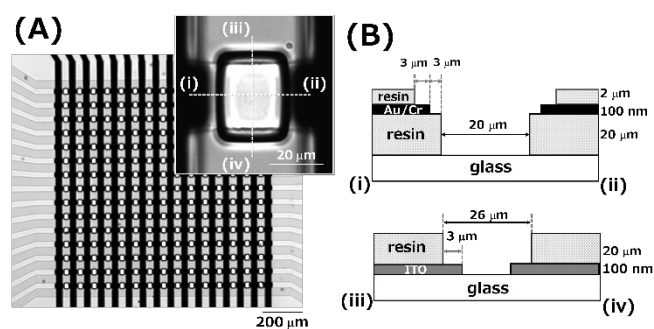 (A)
(iii)
(i)
(ii)
(iv)
20 μm
200 μm
(B)
3 μm
3 μm
resin
2 μm
Au/Cr
100 nm
resin
20 μm
20 μm
glass
(i)
(ii)
26 μm
3 μm
resin
20 μm
ITO
100 nm
glass
(iii)
(iv)